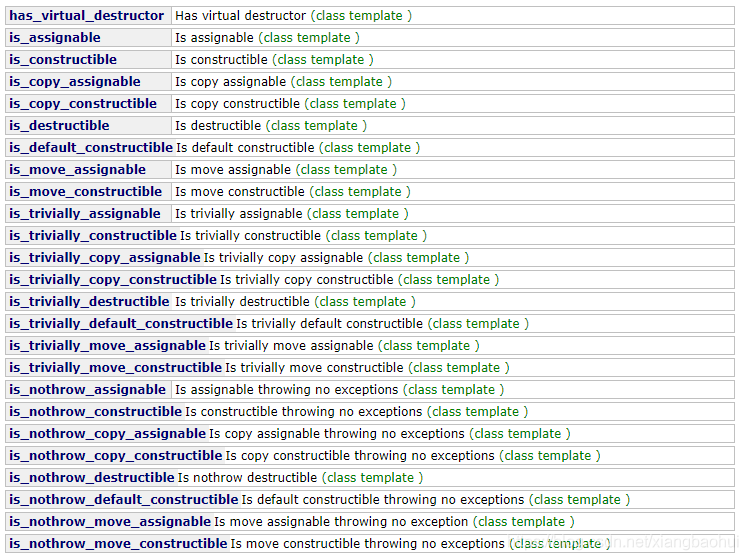 has_virtual_destructor Has virtual destructor (class template )
is_assignable Is assignable (class template )
is_constructible Is constructible (class template )
is_copy_assignable Is copy assignable (class template )
is_copy_constructible Is copy constructible (class template )
is_destructible Is destructible (class template )
is_default_constructible Is default constructible (class template )
is_move_assignable Is move assignable (class template )
is_move_constructible Is move constructible (class template )
is_trivially_assignable Is trivially assignable (class template )
is_trivially_constructible Is trivially constructible (class template )
is_trivially_copy_assignable Is trivially copy assignable (class template )
is_trivially_copy_constructible Is trivially copy constructible (class template )
is_trivially_destructible Is trivially destructible (class template )
is_trivially_default_constructible Is trivially default constructible (class template )
is_trivially_move_assignable Is trivially move assignable (class template )
is_trivially_move_constructible Is trivially move constructible (class template )
is_nothrow_assignable Is assignable throwing no exceptions (class template )
is_nothrow_constructible Is constructible throwing no exceptions (class template )
is_nothrow_copy_assignable Is copy assignable throwing no exceptions (class template )
is_nothrow_copy_constructible Is copy constructible throwing no exceptions (class template )
is_nothrow_destructible Is nothrow destructible (class template )
is_nothrow_default_constructible Is default constructible throwing no exceptions (class template )
is_nothrow_move_assignable Is move assignable throwing no exception (class template )
is_nothrow_move_constructible Is move constructible throwing no exceptions (class template )